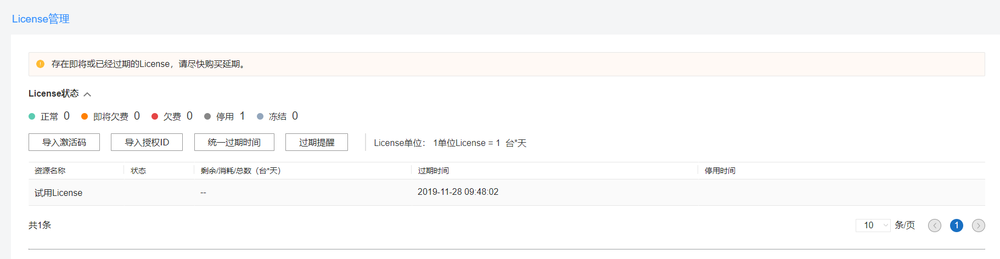 License管理
存在即将或已经过期的License，请尽快购买延期。
License状态
正常 0 即将欠费 0 欠费 0 停用 1 冻结 0
导入激活码 导入授权ID 统一过期时间 过期提醒 License单位： 1单位License = 1 台*天
资源名称 状态 剩余/消耗/总数（台*天） 过期时间 停用时间
试用License -- 2019-11-28 09:48:02
共1条 10 条/页 1